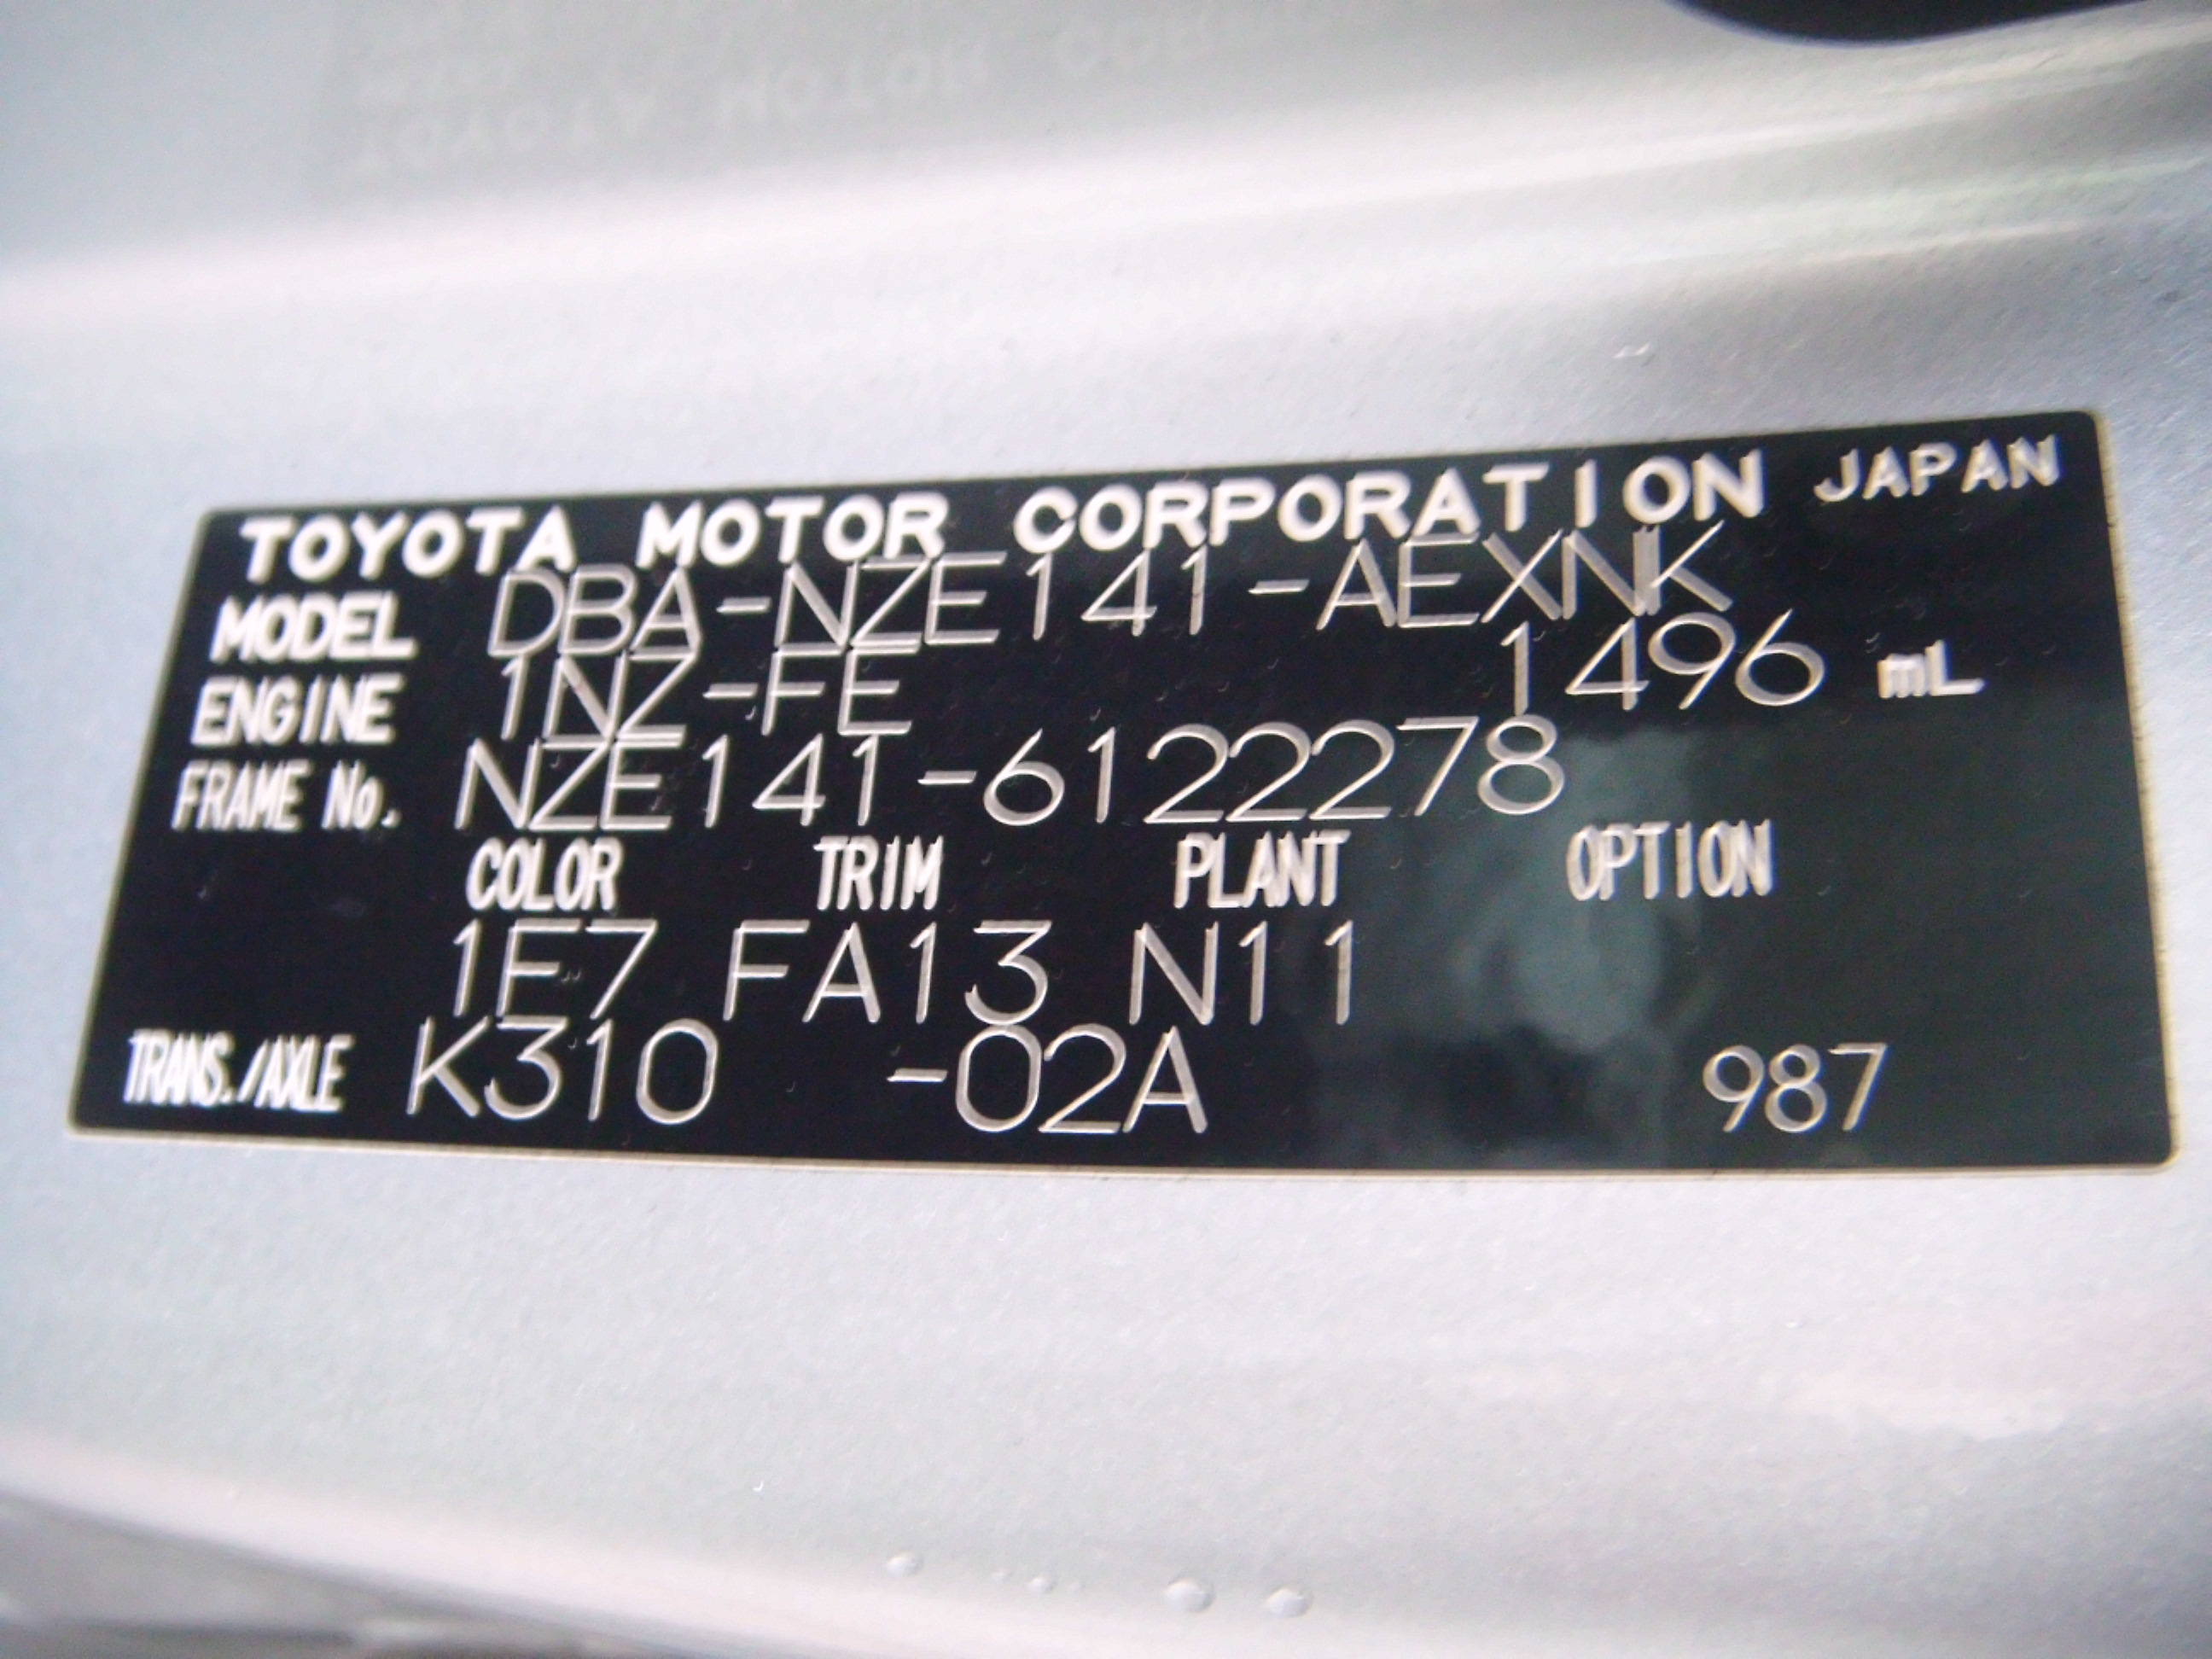 TOYOTA MOTOR CORPORATION JAPAN
MODEL DBA-NZE141-AEXNK
ENGINE 1NZ-FE 1496 mL
FRAME No. NZE141-6122278
COLOR TRIM PLANT OPTION
1E7 FA13 N11
TRANS./AXLE K310 -02A 987